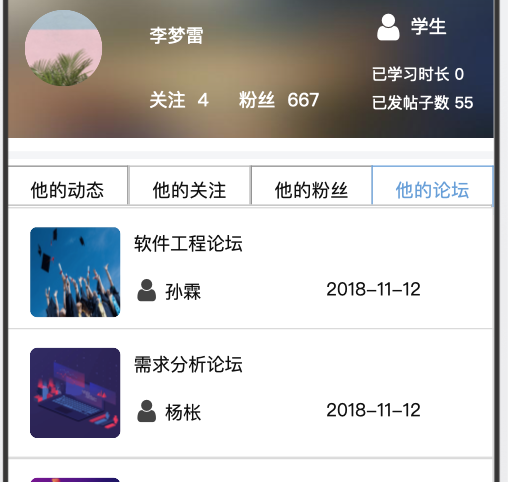 李梦雷
学生
已学习时长 0
关注 4 粉丝 667
已发帖子数 55
他的动态 他的关注 他的粉丝 他的论坛
软件工程论坛
孙霖 2018-11-12
需求分析论坛
杨枨 2018-11-12